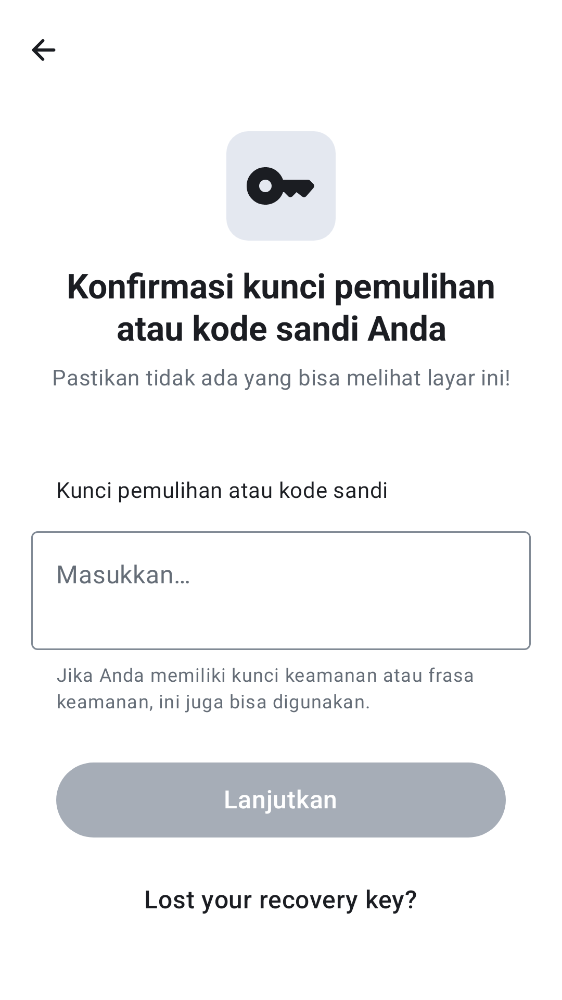 Konfirmasi kunci pemulihan
atau kode sandi Anda
Pastikan tidak ada yang bisa melihat layar ini!
Kunci pemulihan atau kode sandi
Masukkan…
Jika Anda memiliki kunci keamanan atau frasa
keamanan, ini juga bisa digunakan.
Lanjutkan
Lost your recovery key?